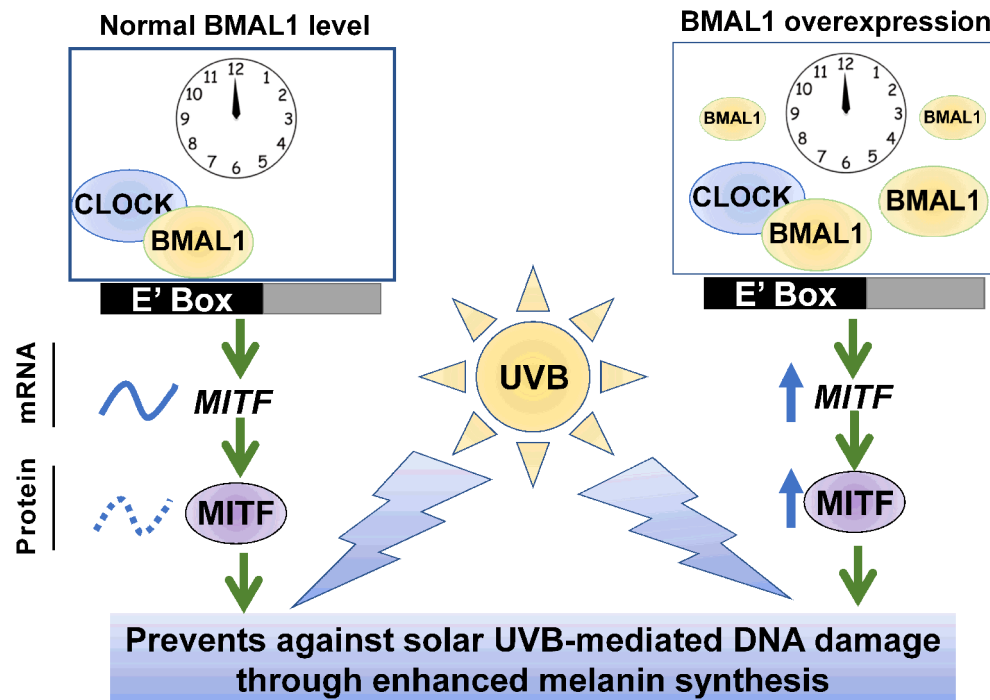 Normal BMAL1 level
12
1
2
3
4
5
6
7
8
9
10
11
CLOCK
BMAL1
E’ Box
mRNA
MITF
Protein
MITF
UVB
BMAL1 overexpression
12
1
2
3
4
5
6
7
8
9
10
11
BMAL1
BMAL1
CLOCK
BMAL1
BMAL1
E’ Box
MITF
MITF
Prevents against solar UVB-mediated DNA damage
through enhanced melanin synthesis